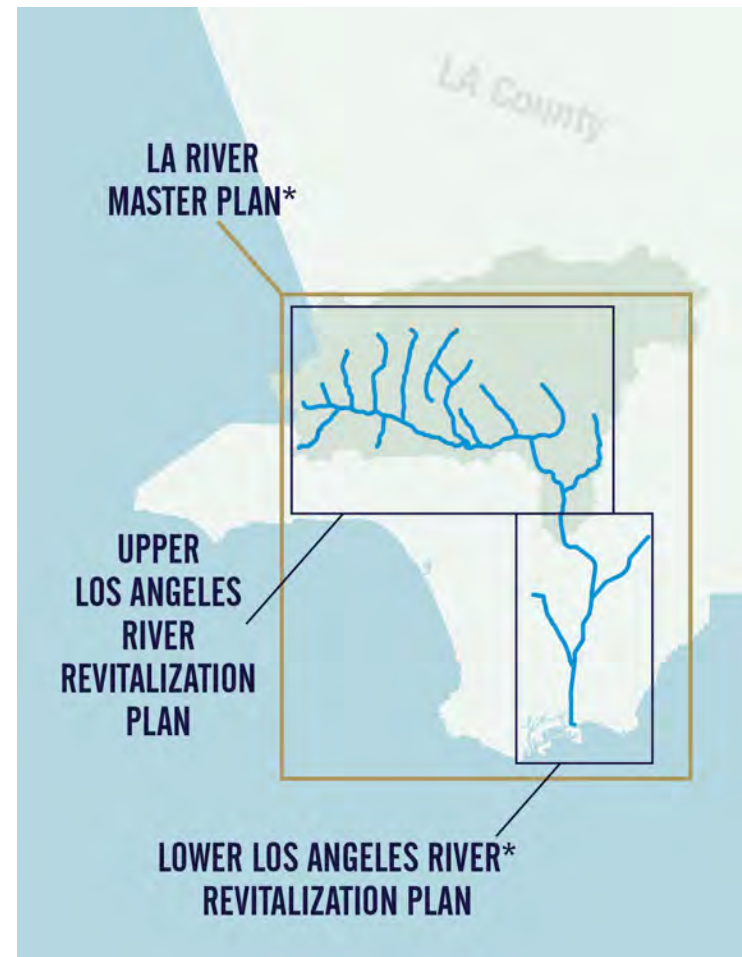 LA County
LA RIVER
MASTER PLAN*
UPPER
LOS ANGELES
RIVER
REVITALIZATION
PLAN
LOWER LOS ANGELES RIVER*
REVITALIZATION PLAN